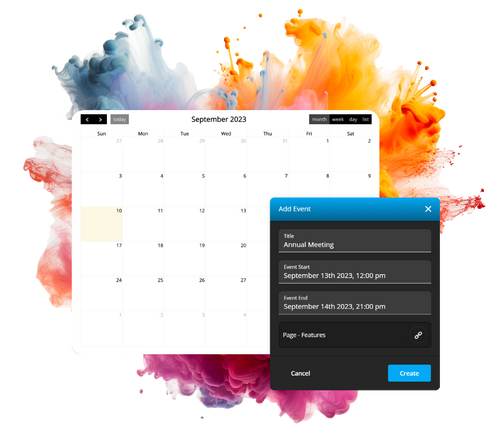 today
September 2023
month week day list
Sun Mon Tue Wed Thu Fri Sat
27 28 29 30 31 1 2
3 4 5 6 7 8 9
10 11 12 13
17 18 19 20
24 25 26 27
1 2 3 4
Add Event
Title
Annual Meeting
Event Start
September 13th 2023, 12:00 pm
Event End
September 14th 2023, 21:00 pm
Page - Features
Cancel
Create